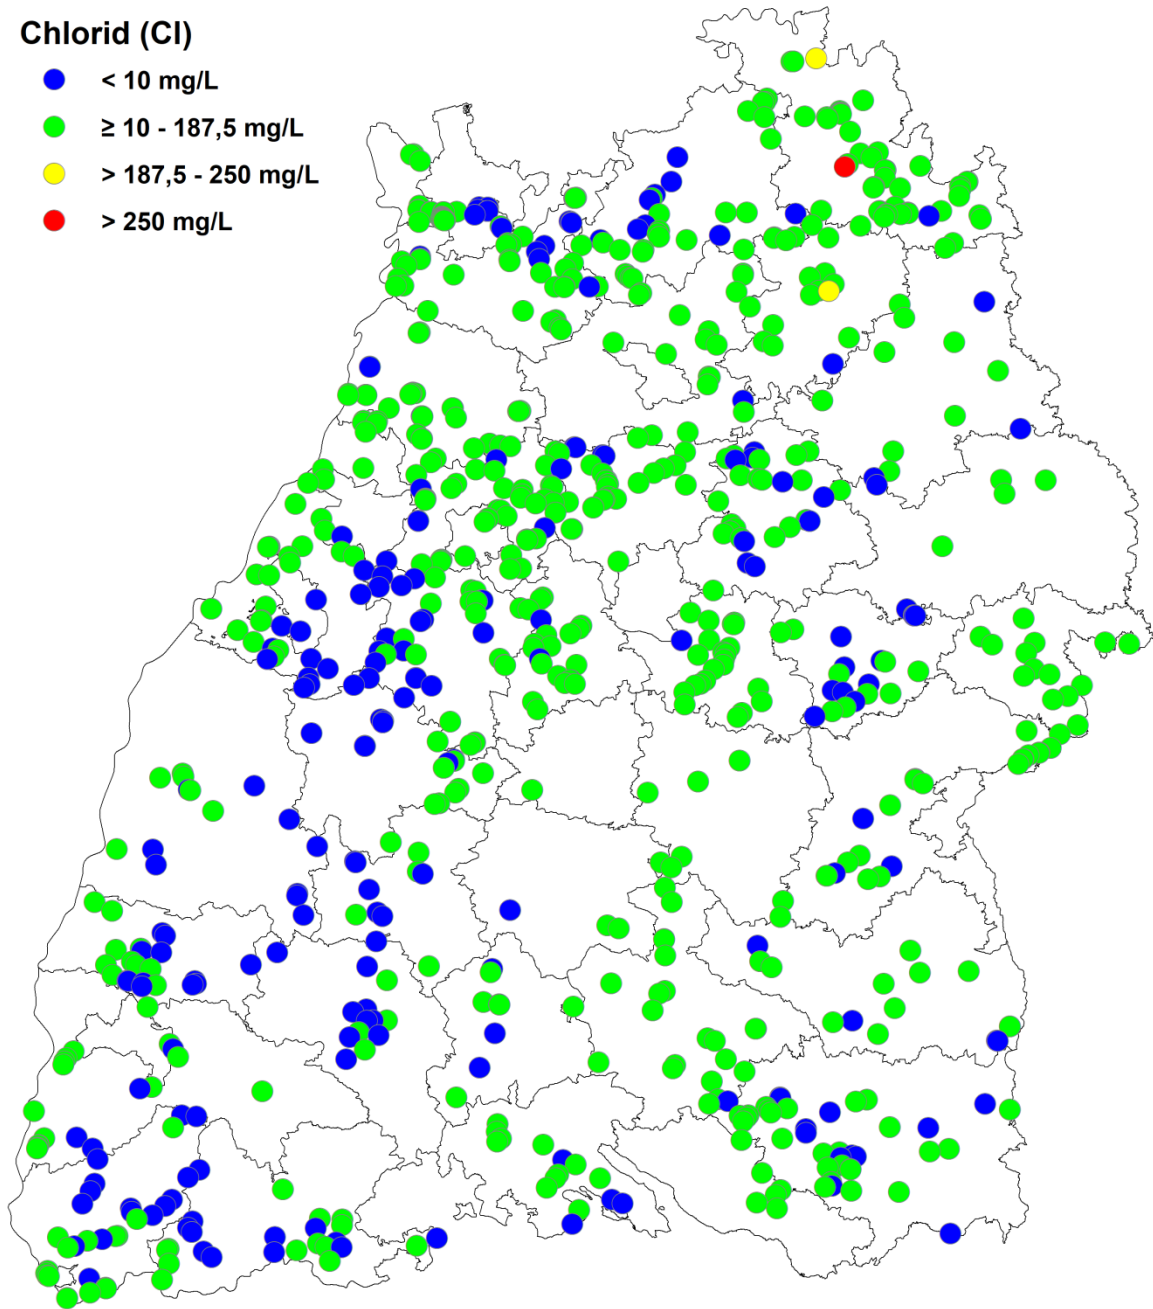 Chlorid (Cl)
< 10 mg/L
≥ 10 - 187,5 mg/L
> 187,5 - 250 mg/L
> 250 mg/L